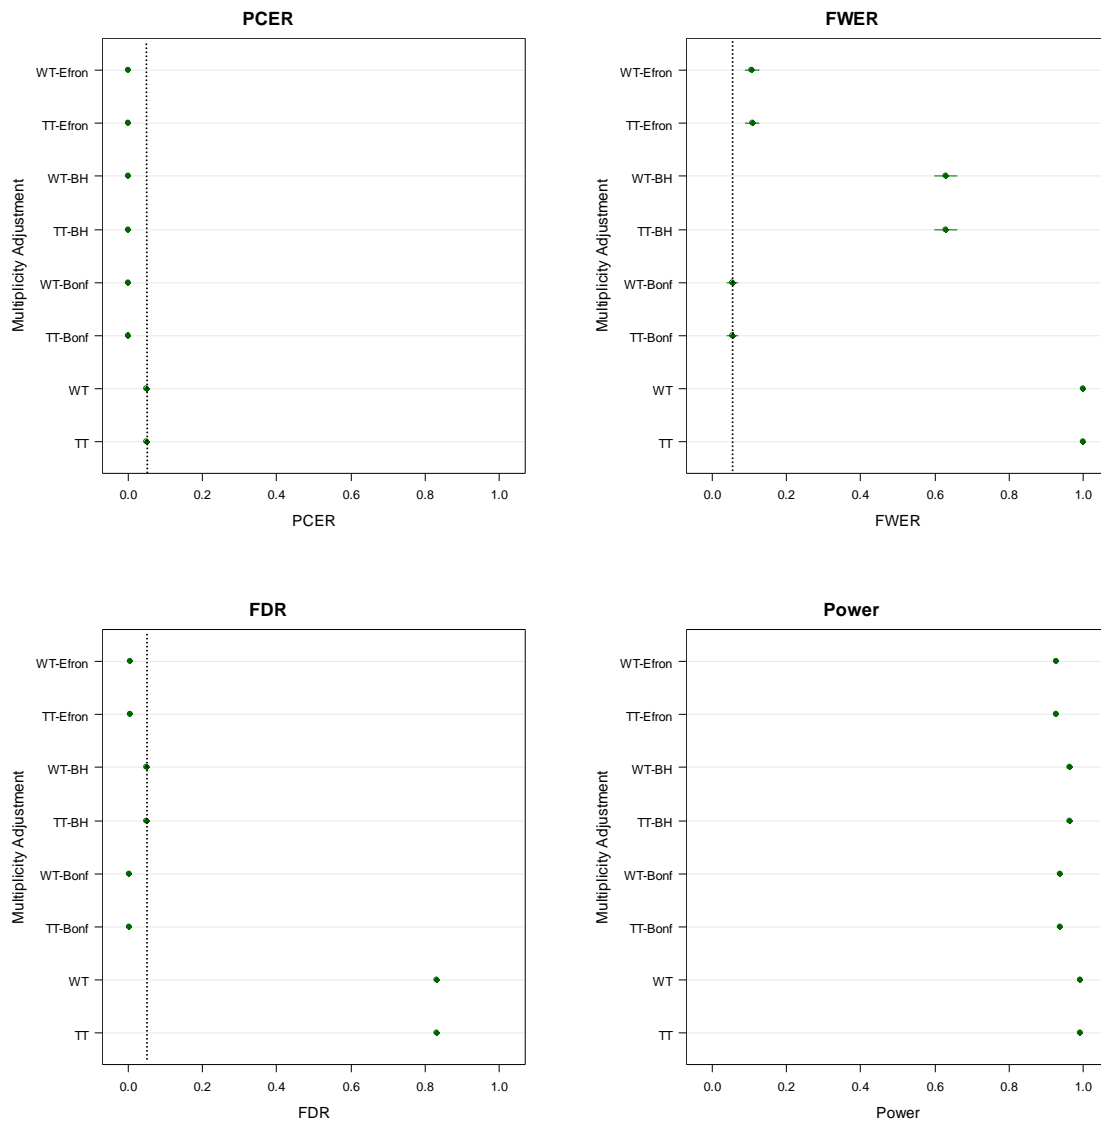 PCER
Multiplicity Adjustment
WT-Efron
TT-Efron
WT-BH
TT-BH
WT-Bonf
TT-Bonf
WT
TT
0.0 0.2 0.4 0.6 0.8 1.0
PCER
FWER
Multiplicity Adjustment
WT-Efron
TT-Efron
WT-BH
TT-BH
WT-Bonf
TT-Bonf
WT
TT
0.0 0.2 0.4 0.6 0.8 1.0
FWER
FDR
Multiplicity Adjustment
WT-Efron
TT-Efron
WT-BH
TT-BH
WT-Bonf
TT-Bonf
WT
TT
0.0 0.2 0.4 0.6 0.8 1.0
FDR
Power
Multiplicity Adjustment
WT-Efron
TT-Efron
WT-BH
TT-BH
WT-Bonf
TT-Bonf
WT
TT
0.0 0.2 0.4 0.6 0.8 1.0
Power